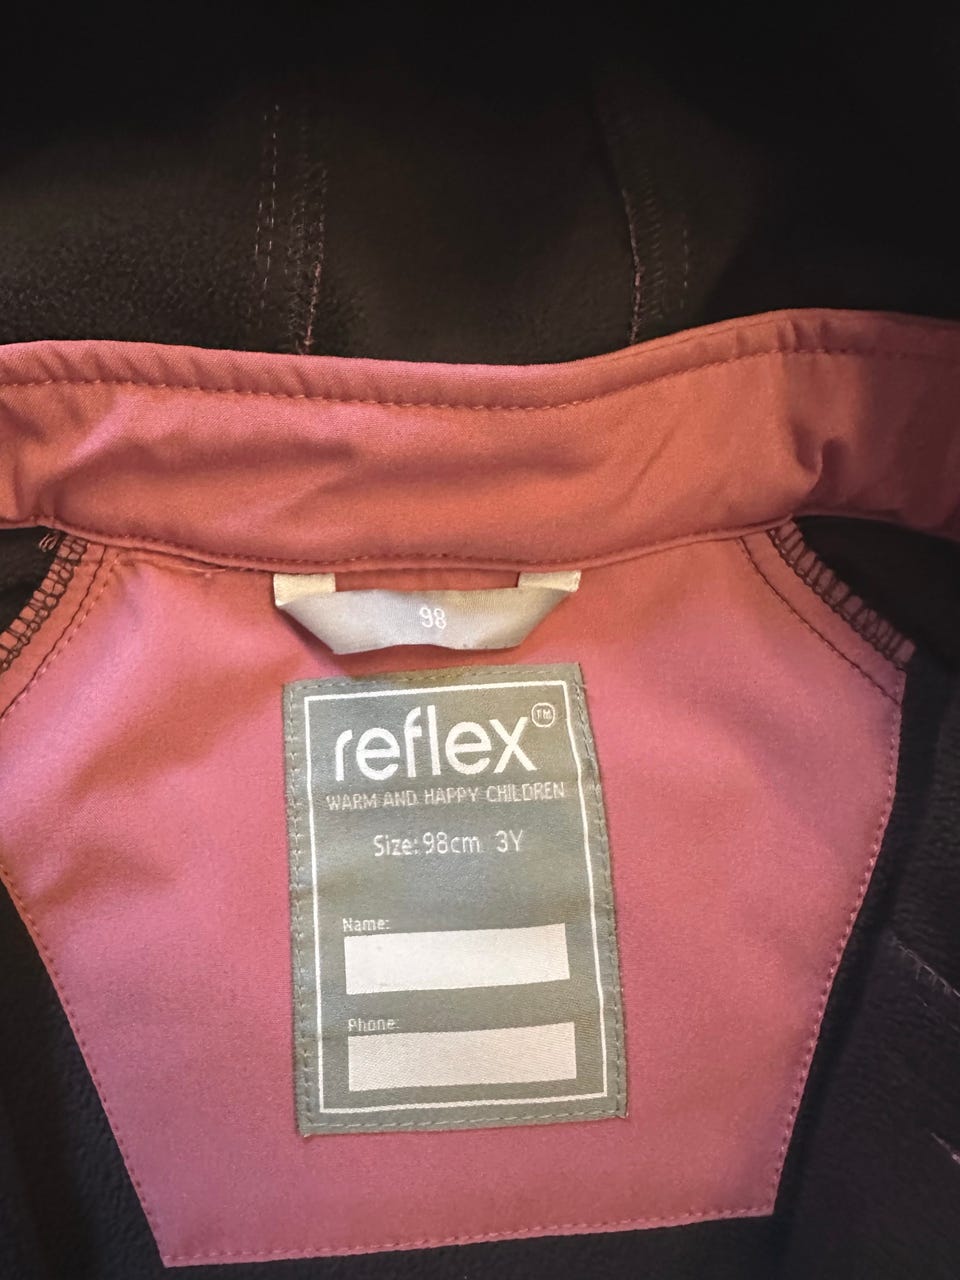 98
reflex™
WARM AND HAPPY CHILDREN
Size: 98cm 3Y
Name:
Phone: